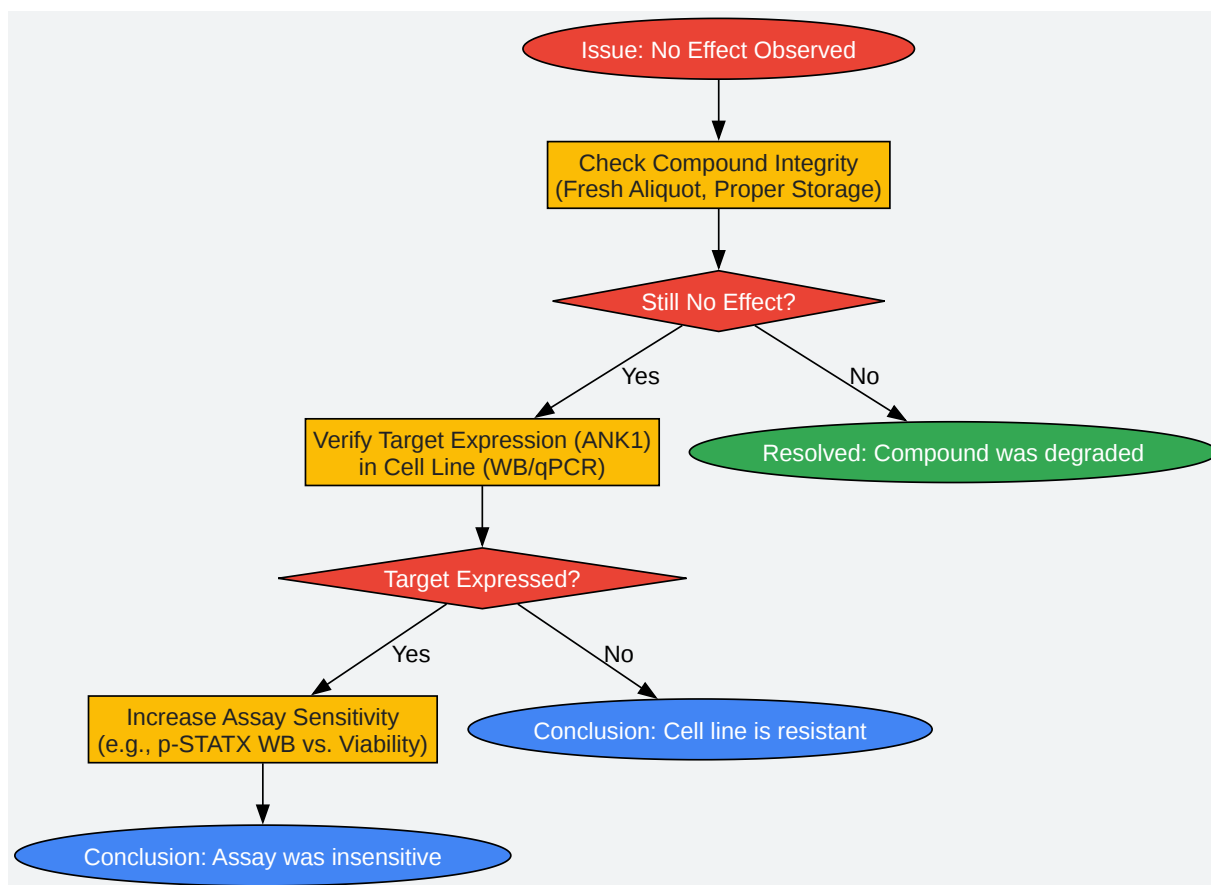 Issue: No Effect Observed
Check Compound Integrity
(Fresh Aliquot, Proper Storage)
Still No Effect?
Yes
No
Verify Target Expression (ANK1)
in Cell Line (WB/qPCR)
Resolved: Compound was degraded
Target Expressed?
Yes
No
Increase Assay Sensitivity
(e.g., p-STATX WB vs. Viability)
Conclusion: Cell line is resistant
Conclusion: Assay was insensitive